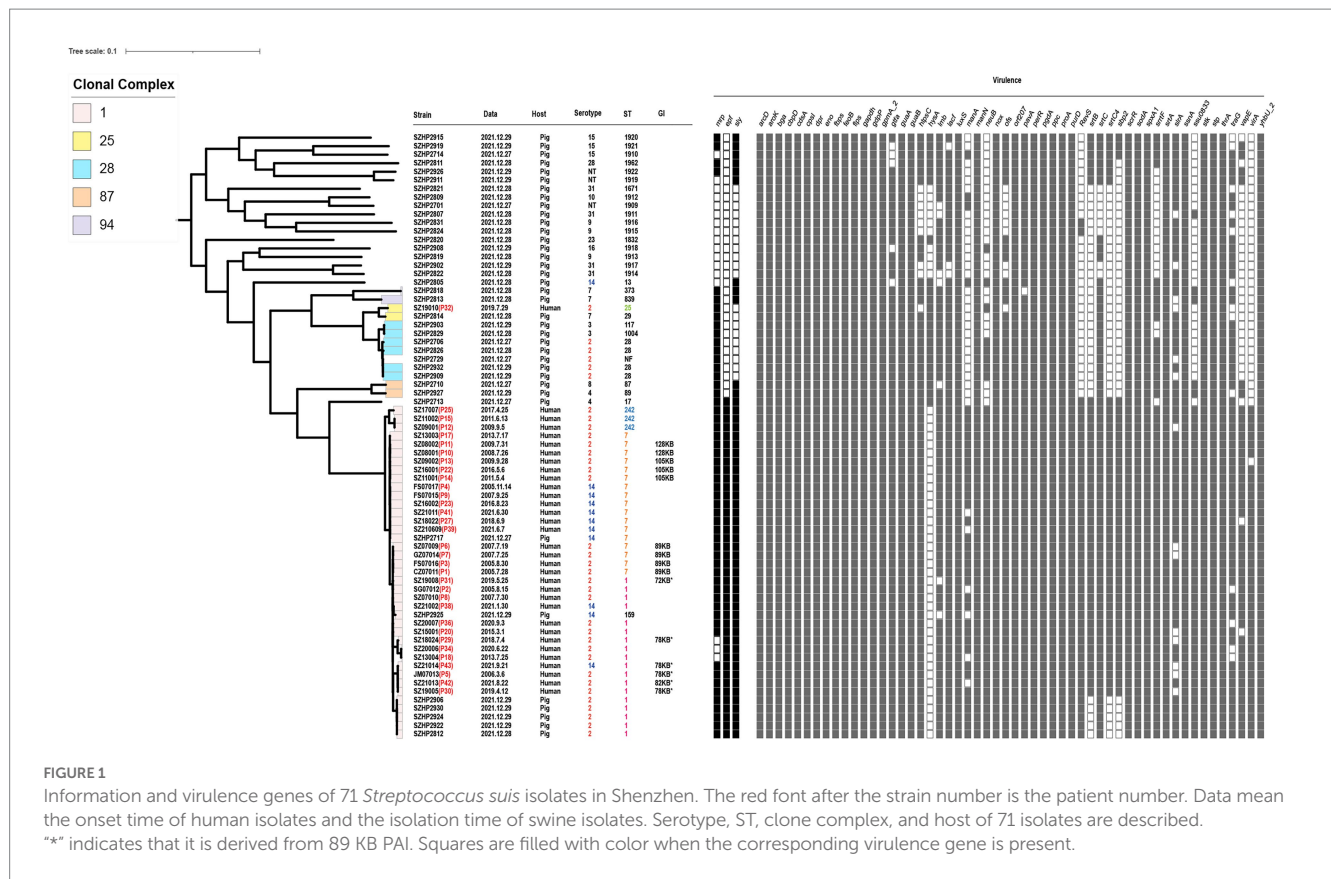 Tree scale: 0.1
Clonal Complex
1
25
28
87
94
Virulence
Strain Data Host Serotype ST GI
mrp epf sly
SZHP2915 2021.12.29 Pig 15 1920
SZHP2919 2021.12.29 Pig 15 1921
SZHP2714 2021.12.27 Pig 15 1910
SZHP2811 2021.12.28 Pig 28 1962
SZHP2926 2021.12.29 Pig NT 1922
SZHP2911 2021.12.29 Pig NT 1919
SZHP2821 2021.12.28 Pig 31 1671
SZHP2809 2021.12.28 Pig 10 1912
SZHP2701 2021.12.27 Pig NT 1909
SZHP2807 2021.12.28 Pig 31 1911
SZHP2831 2021.12.28 Pig 9 1916
SZHP2824 2021.12.28 Pig 9 1915
SZHP2820 2021.12.28 Pig 23 1832
SZHP2908 2021.12.29 Pig 16 1918
SZHP2819 2021.12.28 Pig 9 1913
SZHP2902 2021.12.29 Pig 31 1917
SZHP2822 2021.12.28 Pig 31 1914
SZHP2805 2021.12.28 Pig 14 13
SZHP2818 2021.12.28 Pig 7 373
SZHP2813 2021.12.28 Pig 7 839
SZ19010(P32) 2019.7.29 Human 2 25
SZHP2814 2021.12.28 Pig 7 29
SZHP2903 2021.12.29 Pig 3 117
SZHP2829 2021.12.28 Pig 3 1004
SZHP2706 2021.12.27 Pig 2 28
SZHP2826 2021.12.28 Pig 2 28
SZHP2729 2021.12.27 Pig 2 NF
SZHP2932 2021.12.29 Pig 2 28
SZHP2909 2021.12.29 Pig 2 28
SZHP2710 2021.12.27 Pig 8 87
SZHP2927 2021.12.29 Pig 4 89
SZHP2713 2021.12.27 Pig 4 17
SZ17007(P25) 2017.4.25 Human 2 242
SZ11002(P15) 2011.6.13 Human 2 242
SZ09001(P12) 2009.9.5 Human 2 242
SZ13003(P17) 2013.7.17 Human 2 7
SZ08002(P11) 2009.7.31 Human 2 7 128KB
SZ08001(P10) 2008.7.26 Human 2 7 128KB
SZ09002(P13) 2009.9.28 Human 2 7 105KB
SZ16001(P22) 2016.5.6 Human 2 7 105KB
SZ11001(P14) 2011.5.4 Human 2 7 105KB
FS07017(P4) 2005.11.14 Human 14 7
FS07015(P9) 2007.9.25 Human 14 7
SZ16002(P23) 2016.8.23 Human 14 7
SZ21011(P41) 2021.6.30 Human 14 7
SZ18022(P27) 2018.6.9 Human 14 7
SZ210609(P39) 2021.6.7 Human 14 7
SZHP2717 2021.12.27 Pig 14 7
SZ07009(P6) 2007.7.19 Human 2 7 89KB
GZ07014(P7) 2007.7.25 Human 2 7 89KB
FS07016(P3) 2005.8.30 Human 2 7 89KB
CZ07011(P1) 2005.7.28 Human 2 7 89KB
SZ19008(P31) 2019.5.25 Human 2 1 72KB*
SG07012(P2) 2005.8.15 Human 2 1
SZ07010(P8) 2007.7.30 Human 2 1
SZ21002(P38) 2021.1.30 Human 14 1
SZHP2925 2021.12.29 Pig 14 159
SZ20007(P36) 2020.9.3 Human 2 1
SZ15001(P20) 2015.3.1 Human 2 1
SZ18024(P29) 2018.7.4 Human 2 1 78KB*
SZ20006(P34) 2020.6.22 Human 2 1
SZ13004(P18) 2013.7.25 Human 2 1
SZ21014(P43) 2021.9.21 Human 14 1 78KB*
JM07013(P5) 2006.3.6 Human 2 1 78KB*
SZ21013(P42) 2021.8.22 Human 2 1 82KB*
SZ19005(P30) 2019.4.12 Human 2 1 78KB*
SZHP2906 2021.12.29 Pig 2 1
SZHP2930 2021.12.29 Pig 2 1
SZHP2924 2021.12.29 Pig 2 1
SZHP2922 2021.12.29 Pig 2 1
SZHP2812 2021.12.28 Pig 2 1
FIGURE 1
Information and virulence genes of 71 Streptococcus suis isolates in Shenzhen. The red font after the strain number is the patient number. Data mean
the onset time of human isolates and the isolation time of swine isolates. Serotype, ST, clone complex, and host of 71 isolates are described.
"*" indicates that it is derived from 89 KB PAI. Squares are filled with color when the corresponding virulence gene is present.